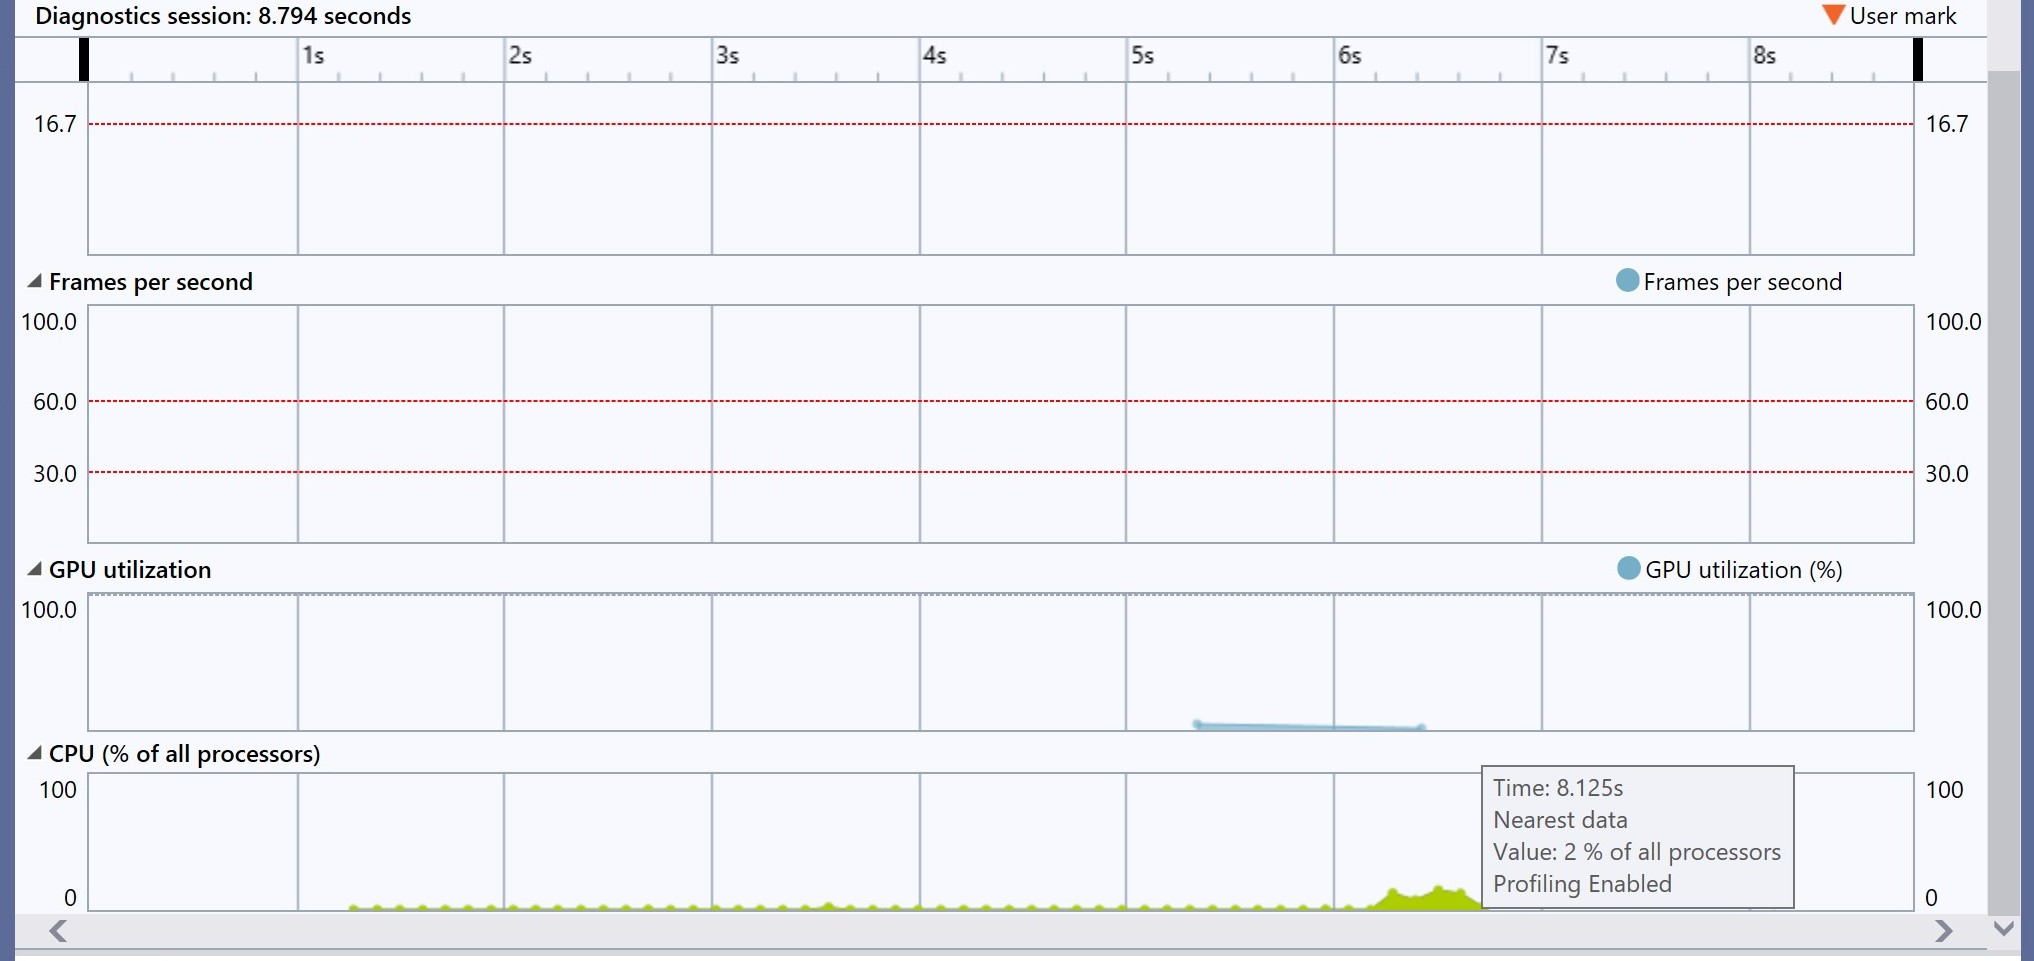 Diagnostics session: 8.794 seconds
User mark
1s 2s 3s 4s 5s 6s 7s 8s
16.7 16.7
Frames per second
Frames per second
100.0 100.0
60.0 60.0
30.0 30.0
GPU utilization
GPU utilization (%)
100.0 100.0
CPU (% of all processors)
100 100
Time: 8.125s
Nearest data
Value: 2 % of all processors
Profiling Enabled
0 0